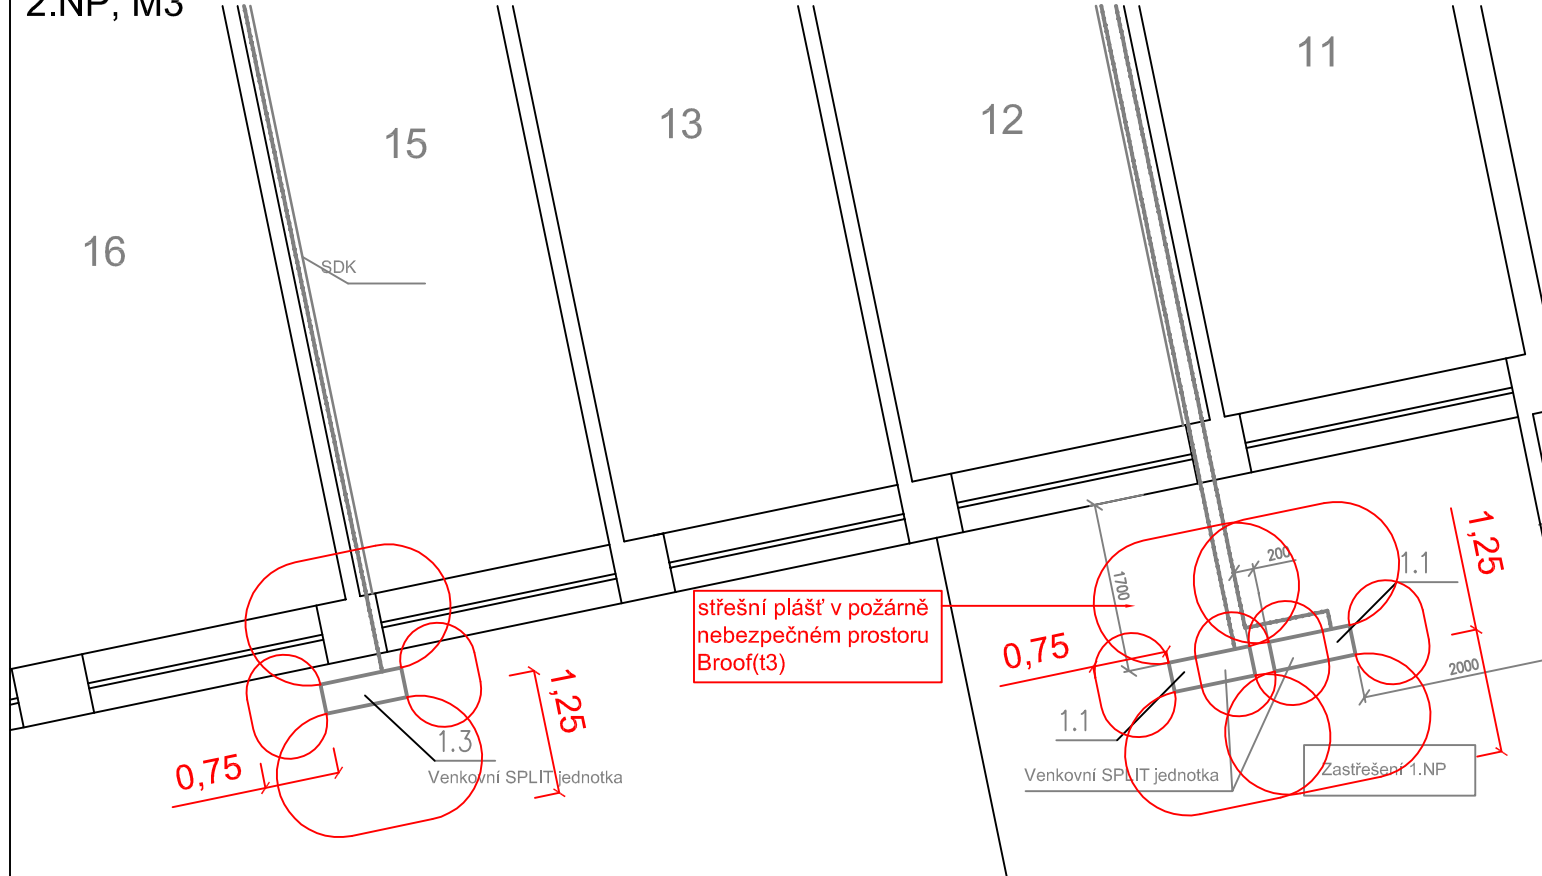 2.NP, M3
11
15
13
12
16
SDK
200
1,25
1.1
1700
střešní plášť v požárně
nebezpečném prostoru
Broof(t3)
0,75
2000
1,25
1.1
1.3
0,75
Venkovní SPLIT jednotka
Venkovní SPLIT jednotka
Zastřešení 1.NP